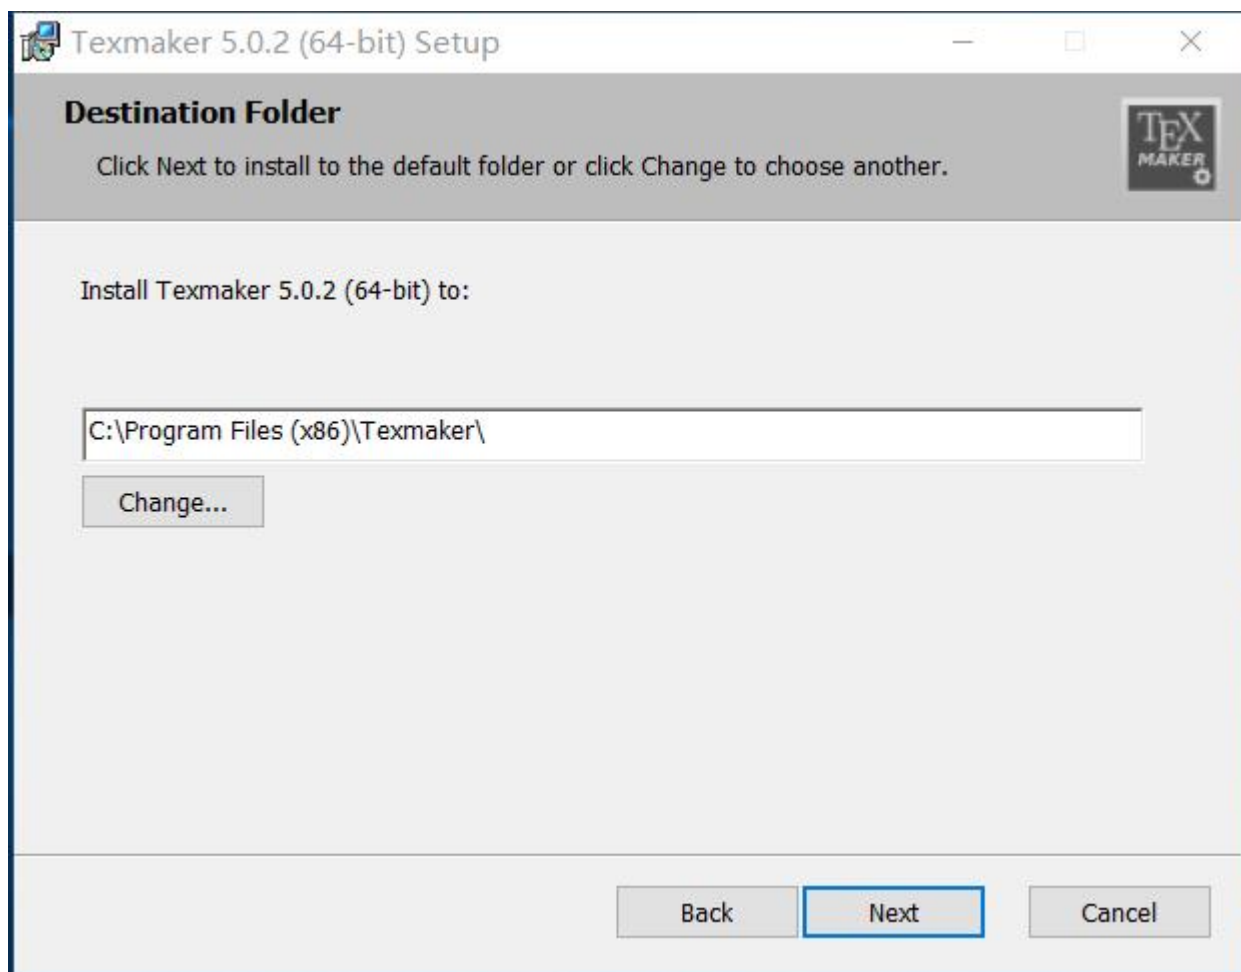 Texmaker 5.0.2 (64-bit) Setup
Destination Folder
Click Next to install to the default folder or click Change to choose another.
TEX
MAKER
Install Texmaker 5.0.2 (64-bit) to:
C:\Program Files (x86)\Texmaker\
Change...
Back Next Cancel